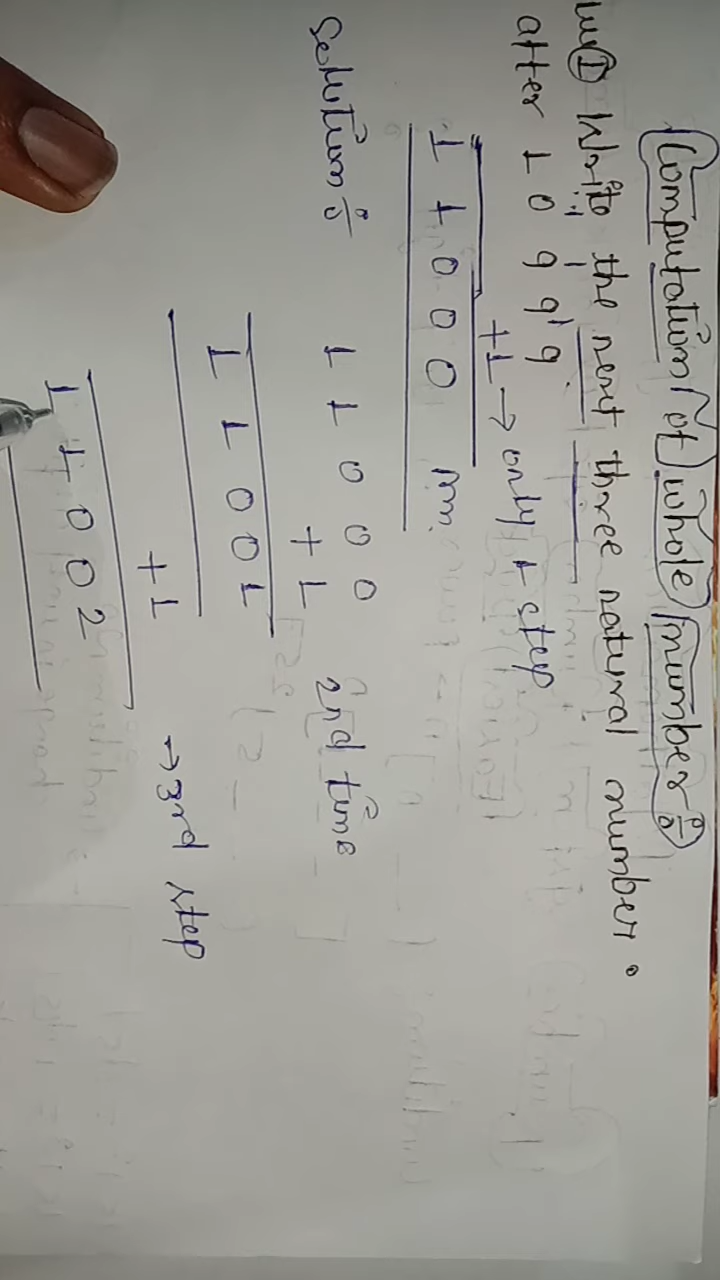 Computation of whole number:
① Write the next three natural number.
after 1 0 9 9 9
+1 → only 1 step
1 1 0 0 0
Solution: 1 1 0 0 0
+1 2nd time
1 1 0 0 1
+1 → 3rd step
1 1 0 0 2